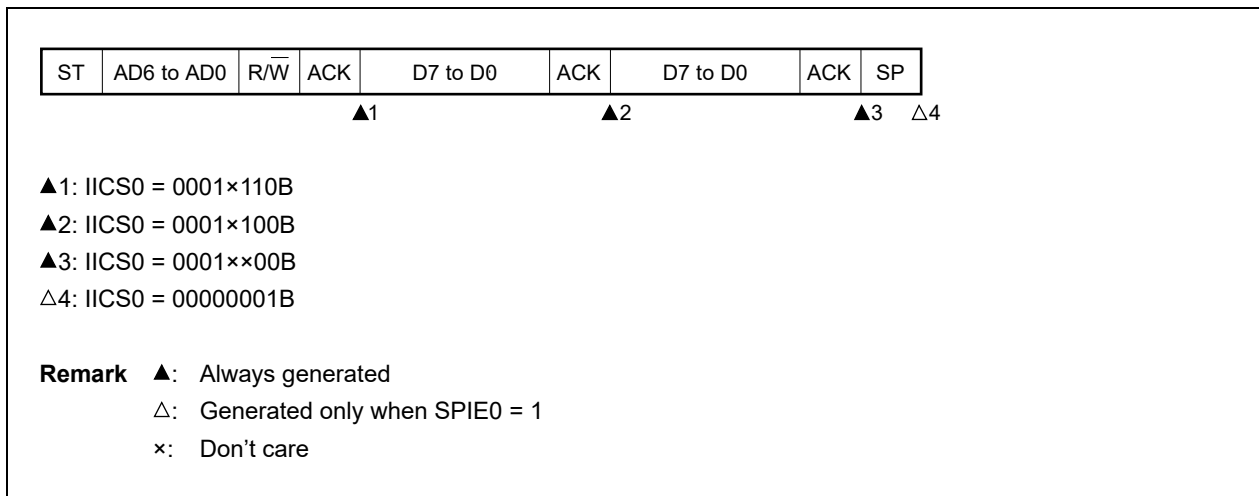 ST AD6 to AD0 R/W̅ ACK D7 to D0 ACK D7 to D0 ACK SP
▲1 ▲2 ▲3 △4
▲1: IICS0 = 0001×110B
▲2: IICS0 = 0001×100B
▲3: IICS0 = 0001××00B
△4: IICS0 = 00000001B
Remark ▲: Always generated
△: Generated only when SPIE0 = 1
×: Don’t care